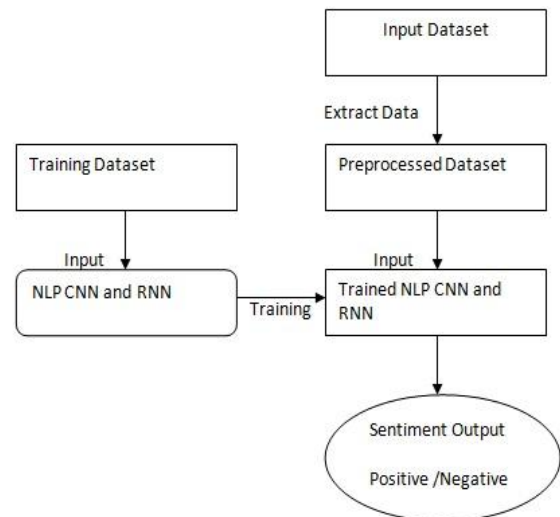 Input Dataset
Extract Data
Training Dataset
Preprocessed Dataset
Input
Input
NLP CNN and RNN
Training
Trained NLP CNN and
RNN
Sentiment Output
Positive /Negative